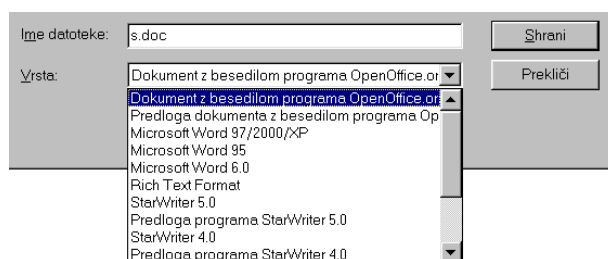 Ime datoteke: s.doc Shrani
Vrsta: Dokument z besedilom programa OpenOffice.or Prekliči
Dokument z besedilom programa OpenOffice.or
Predloga dokumenta z besedilom programa Op
Microsoft Word 97/2000/XP
Microsoft Word 95
Microsoft Word 6.0
Rich Text Format
StarWriter 5.0
Predloga programa StarWriter 5.0
StarWriter 4.0
Predloga programa StarWriter 4.0